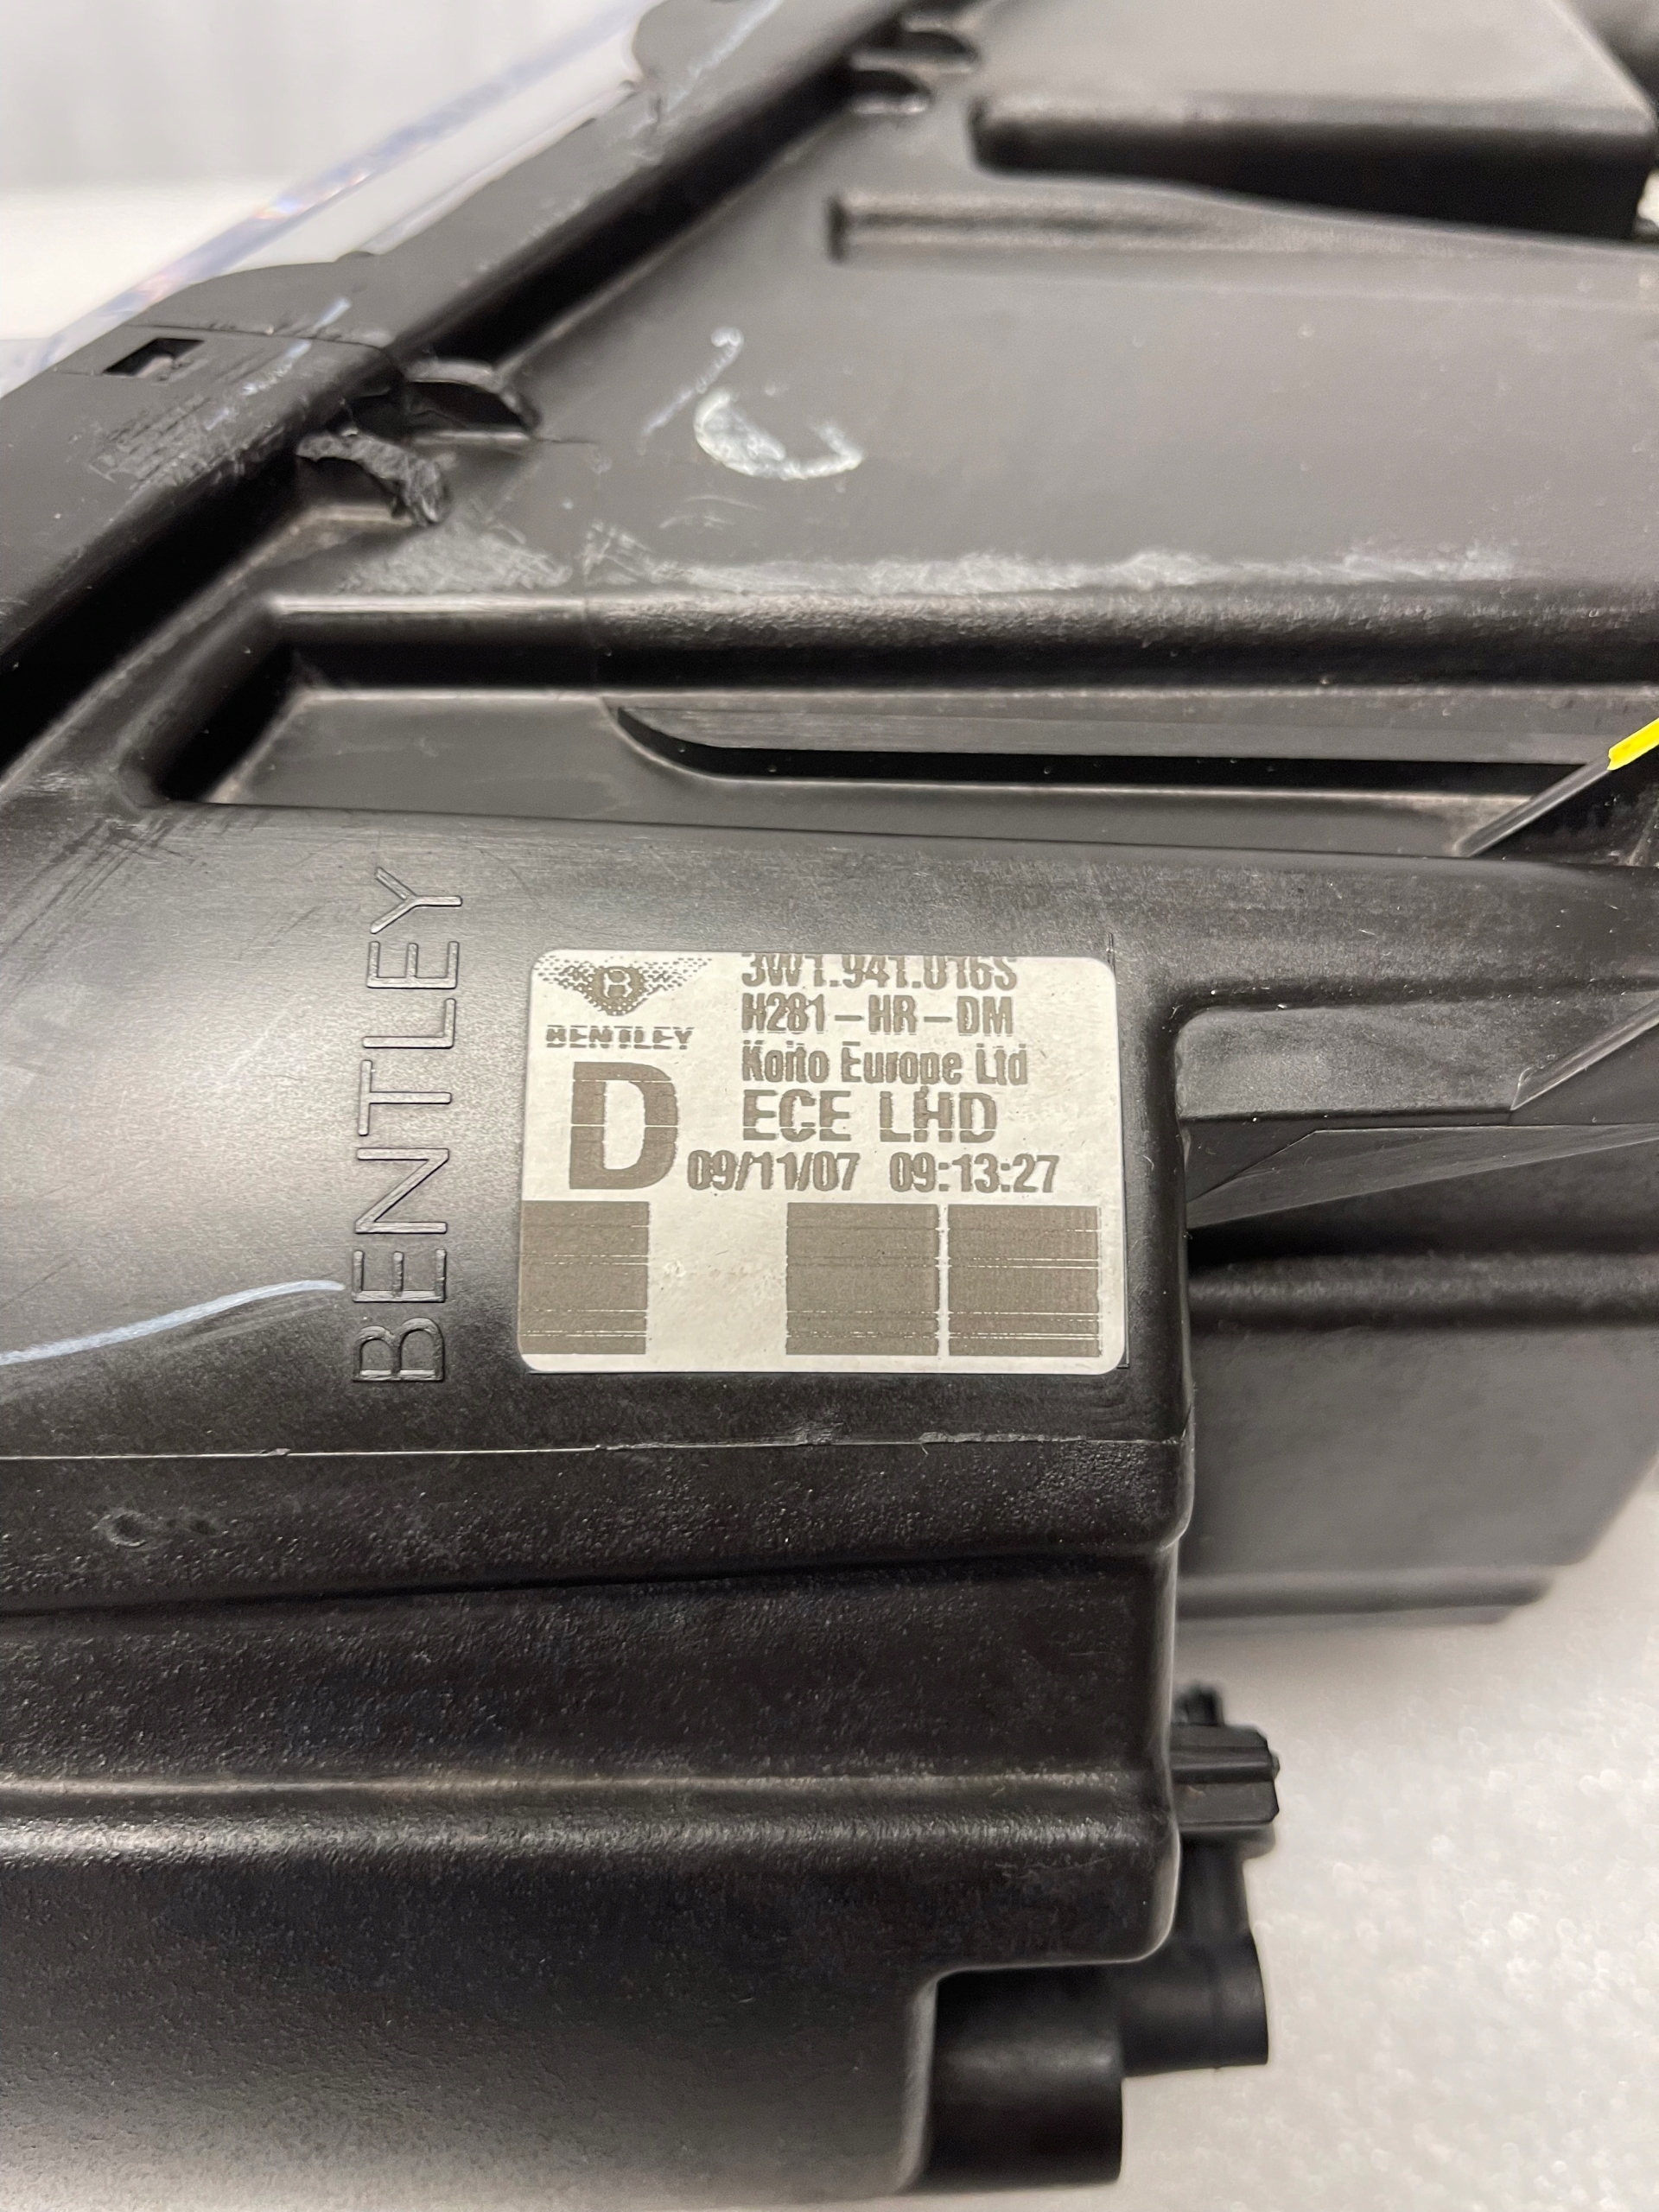 BENTLEY
BENTLEY
3W1.941.016S
H281-HR-DM
Koito Europe Ltd
D
ECE LHD
09/11/07 09:13:27